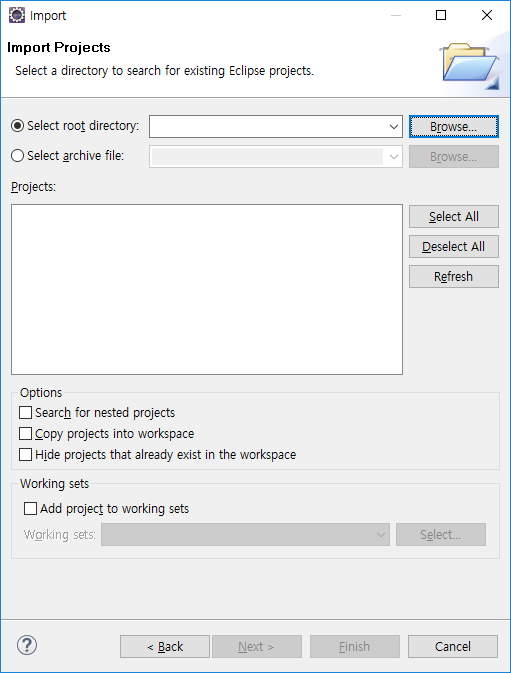 Import
Import Projects
Select a directory to search for existing Eclipse projects.
Select root directory:
Browse...
Select archive file:
Browse...
Projects:
Select All
Deselect All
Refresh
Options
Search for nested projects
Copy projects into workspace
Hide projects that already exist in the workspace
Working sets
Add project to working sets
Working sets:
Select...
?
< Back
Next >
Finish
Cancel